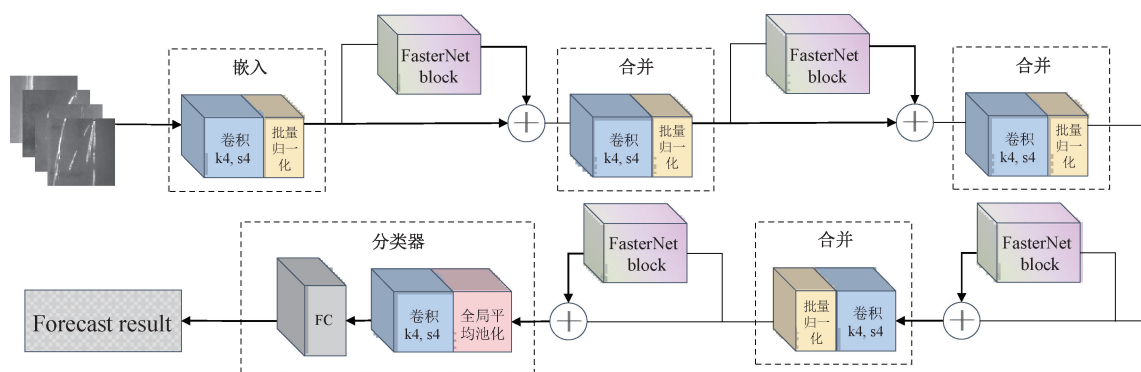 嵌入
卷积
k4, s4
批量
归一
化
FasterNet
block
合并
卷积
k4, s4
批量
归一
化
FasterNet
block
合并
卷积
k4, s4
批量
归一
化
FasterNet
block
合并
批量
归一
化
卷积
k4, s4
FasterNet
block
分类器
全局平
均池化
卷积
k4, s4
FC
Forecast result